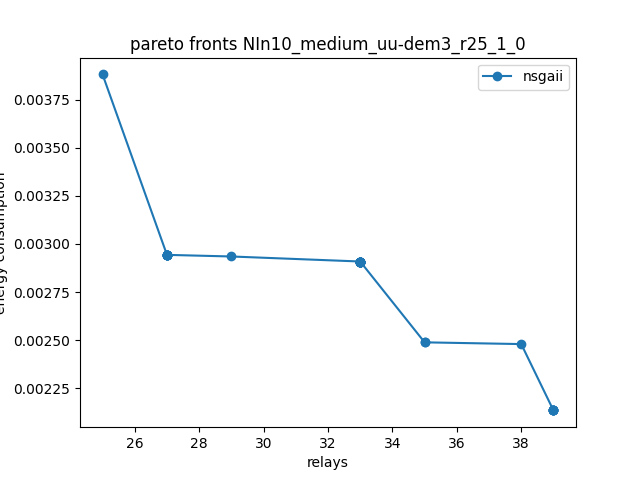 pareto fronts NIn10_medium_uu-dem3_r25_1_0
nsgaii
0.00375
0.00350
0.00325
0.00300
0.00275
0.00250
0.00225
energy consumption
26 28 30 32 34 36 38
relays